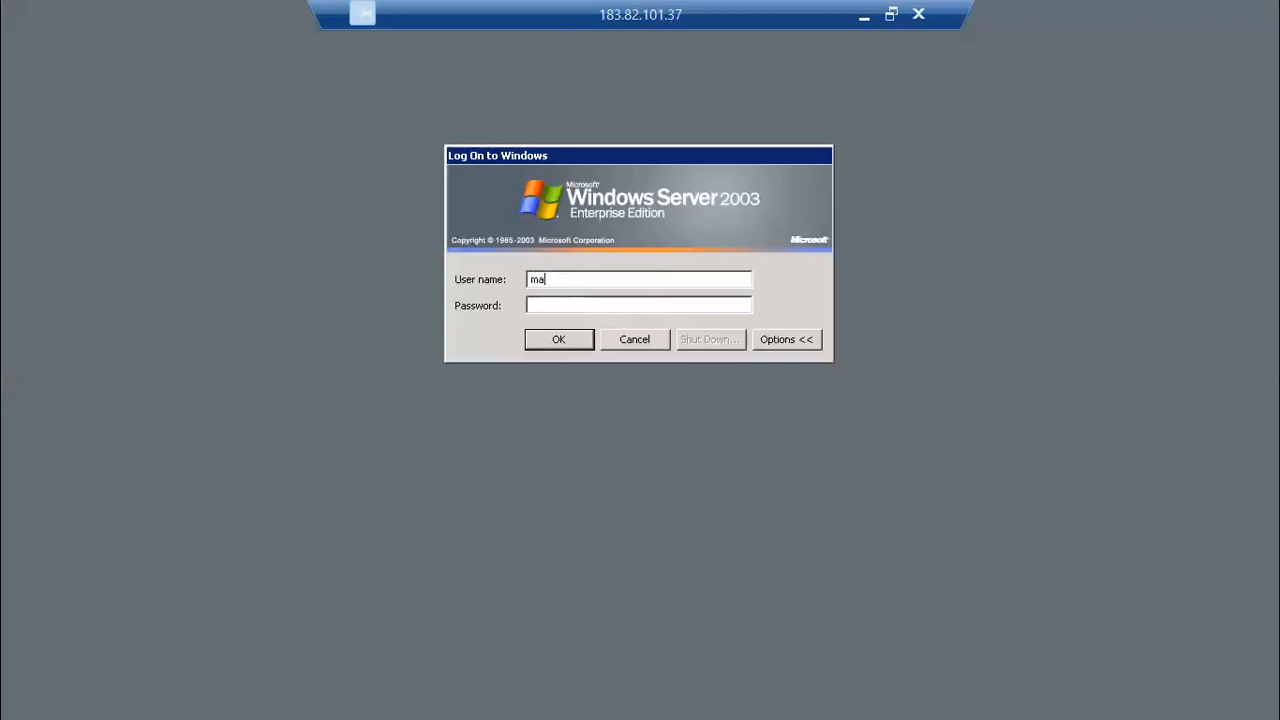 183.82.101.37
Log On to Windows
Microsoft
Windows Server 2003
Enterprise Edition
Copyright © 1985-2003 Microsoft Corporation Microsoft
User name: ma
Password:
OK Cancel Shut Down... Options <<